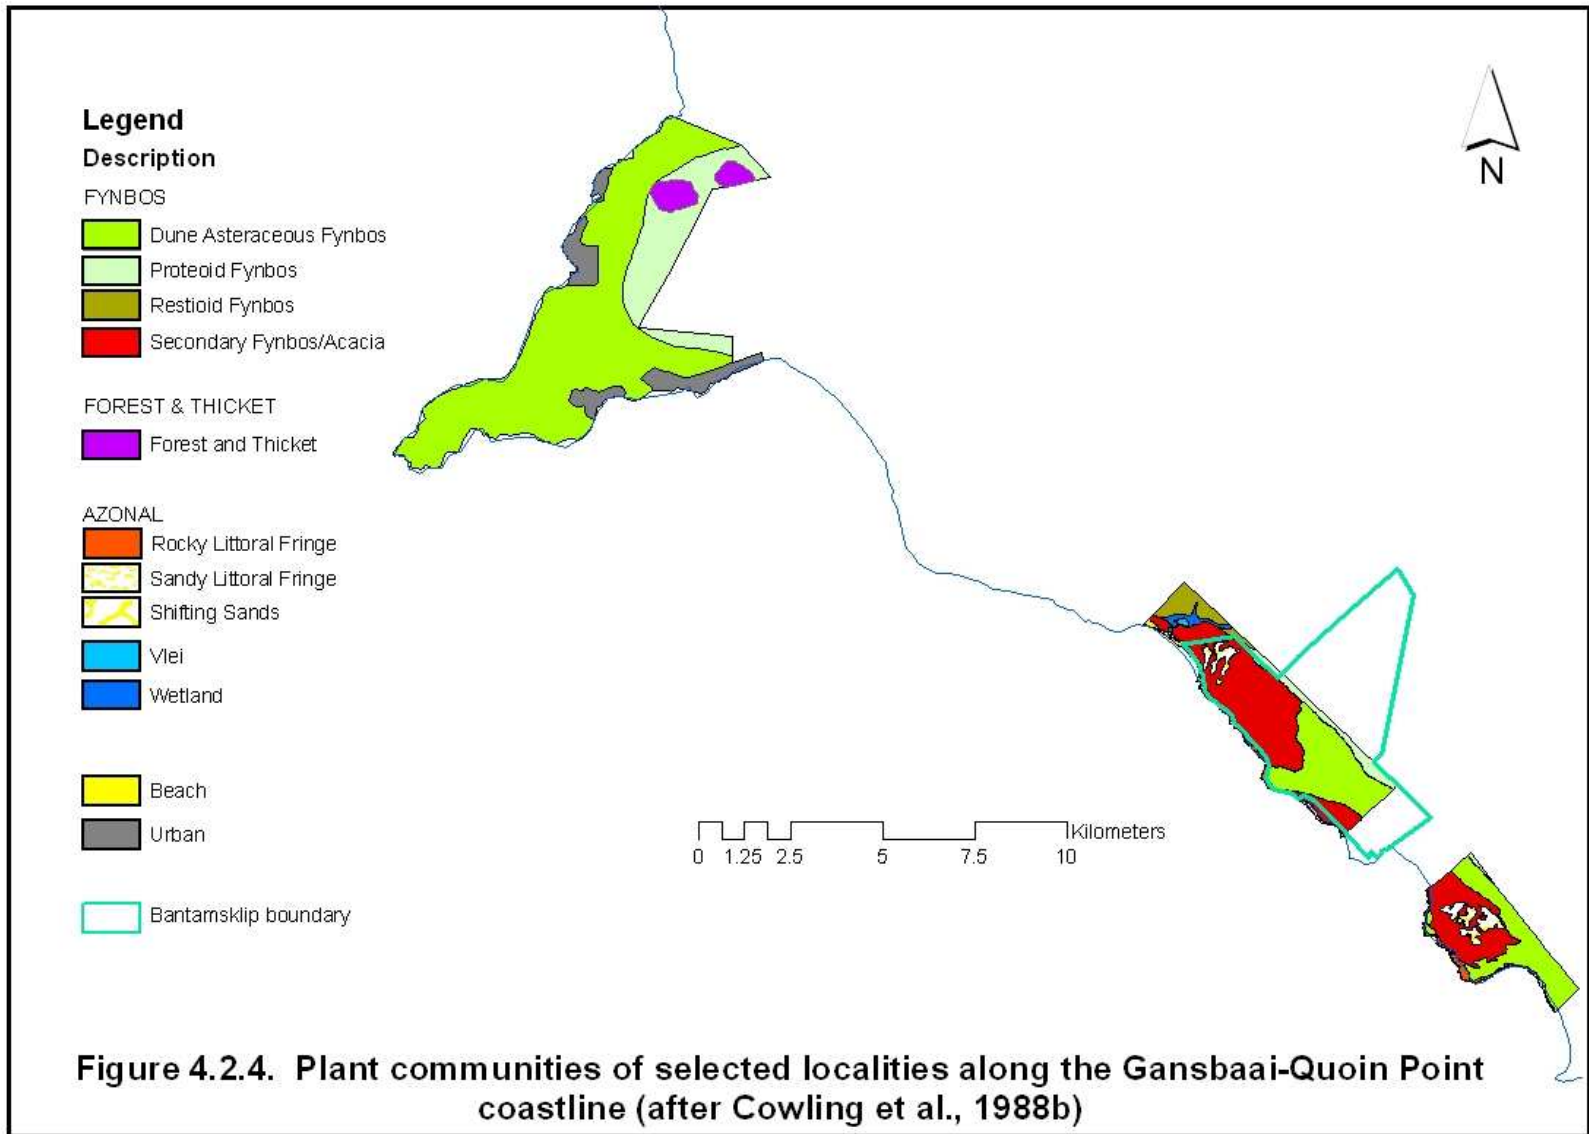 Legend
Description
FYNBOS
Dune Asteraceous Fynbos
Proteoid Fynbos
Restioid Fynbos
Secondary Fynbos/Acacia
FOREST & THICKET
Forest and Thicket
AZONAL
Rocky Littoral Fringe
Sandy Littoral Fringe
Shifting Sands
Vlei
Wetland
Beach
Urban
Bantamsklip boundary
N
Kilometers
0 1.25 2.5 5 7.5 10
Figure 4.2.4. Plant communities of selected localities along the Gansbaai-Quoin Point
coastline (after Cowling et al., 1988b)